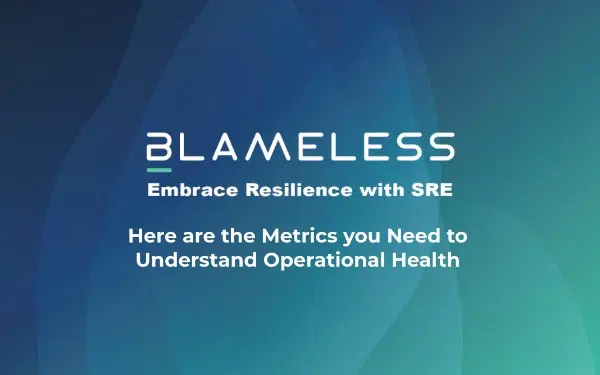 BLAMELESS
Embrace Resilience with SRE
Here are the Metrics you Need to
Understand Operational Health